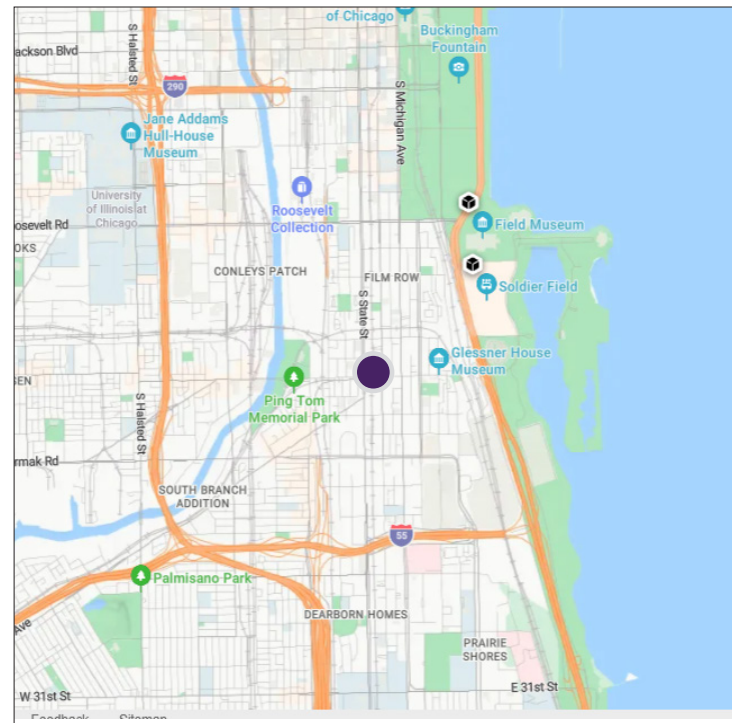 of Chicago
Buckingham
Fountain
ackson Blvd
S Halsted St
290
S Michigan Ave
Jane Addams
Hull-House
Museum
University
of Illinois at
Chicago
Roosevelt
Collection
osevelt Rd
OKS
Field Museum
CONLEYS PATCH
FILM ROW
Soldier Field
S State St
Glessner House
Museum
SEN
Ping Tom
Memorial Park
S Halsted St
rmak Rd
SOUTH BRANCH
ADDITION
55
Palmisano Park
DEARBORN HOMES
Ave
PRAIRIE
SHORES
W 31st St
E 31st St
Feedback
Sitemap